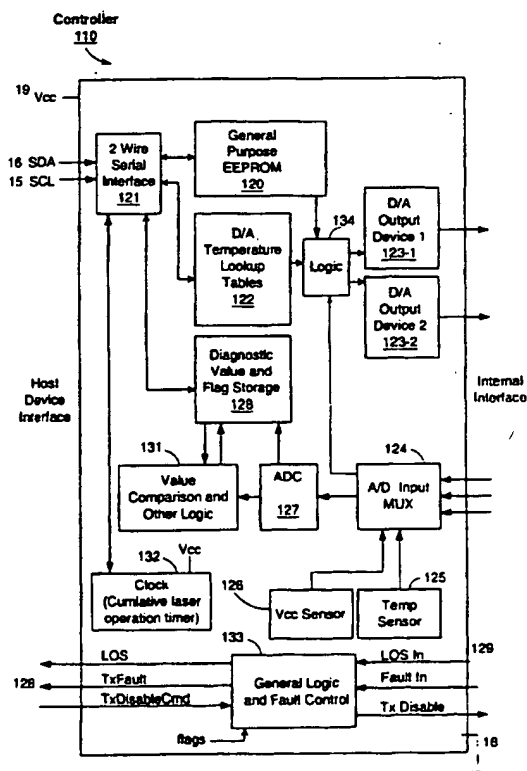 Controller
110
19 Vcc
16 SDA
15 SCL
2 Wire
Serial
Interface
121
General
Purpose
EEPROM
120
D/A
Temperature
Lookup
Tables
122
134
Logic
D/A
Output
Device 1
123-1
D/A
Output
Device 2
123-2
Host
Device
Interface
Diagnostic
Value and
Flag Storage
128
Internal
Interface
131
Value
Comparison and
Other Logic
ADC
127
124
A/D Input
MUX
132
Vcc
Clock
(Cumlative laser
operation timer)
126
Vcc Sensor
125
Temp
Sensor
133
General Logic
and Fault Control
LOS
128
TxFault
TxDisableCmd
flags
LOS In
129
Fault In
Tx Disable
18